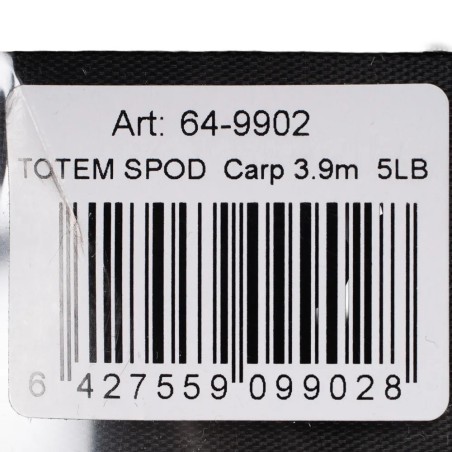 Art: 64-9902
TOTEM SPOD Carp 3.9m 5LB
6 427559 099028